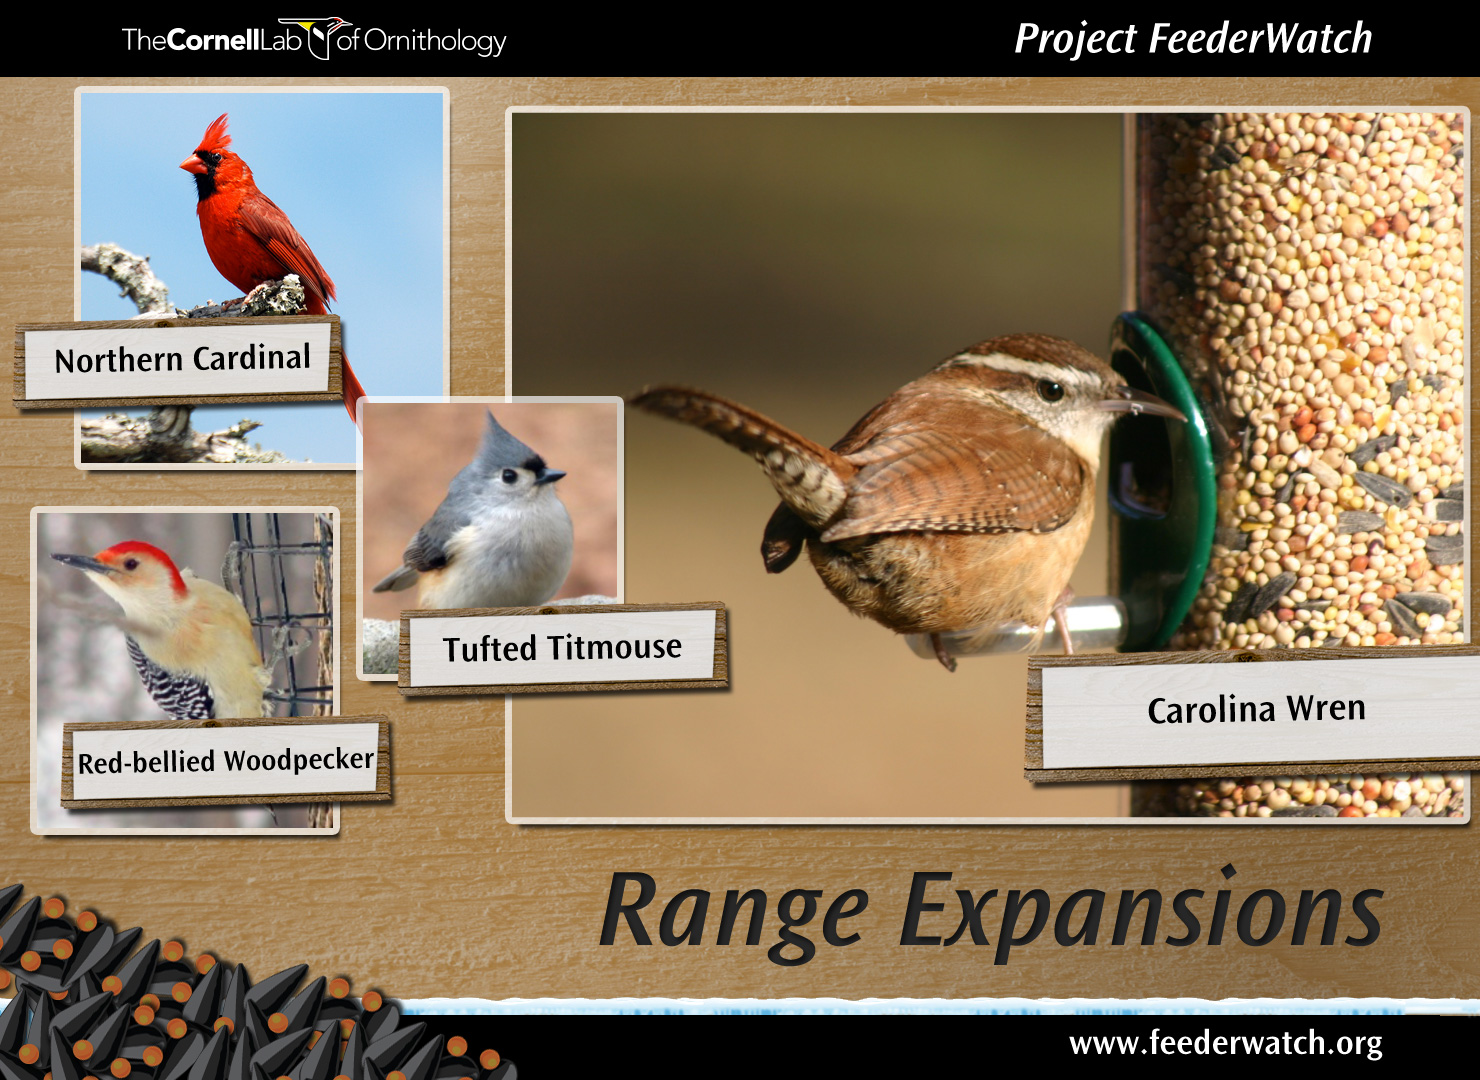 TheCornellLab of Ornithology
Project FeederWatch
Northern Cardinal
Tufted Titmouse
Red-bellied Woodpecker
Carolina Wren
Range Expansions
www.feederwatch.org